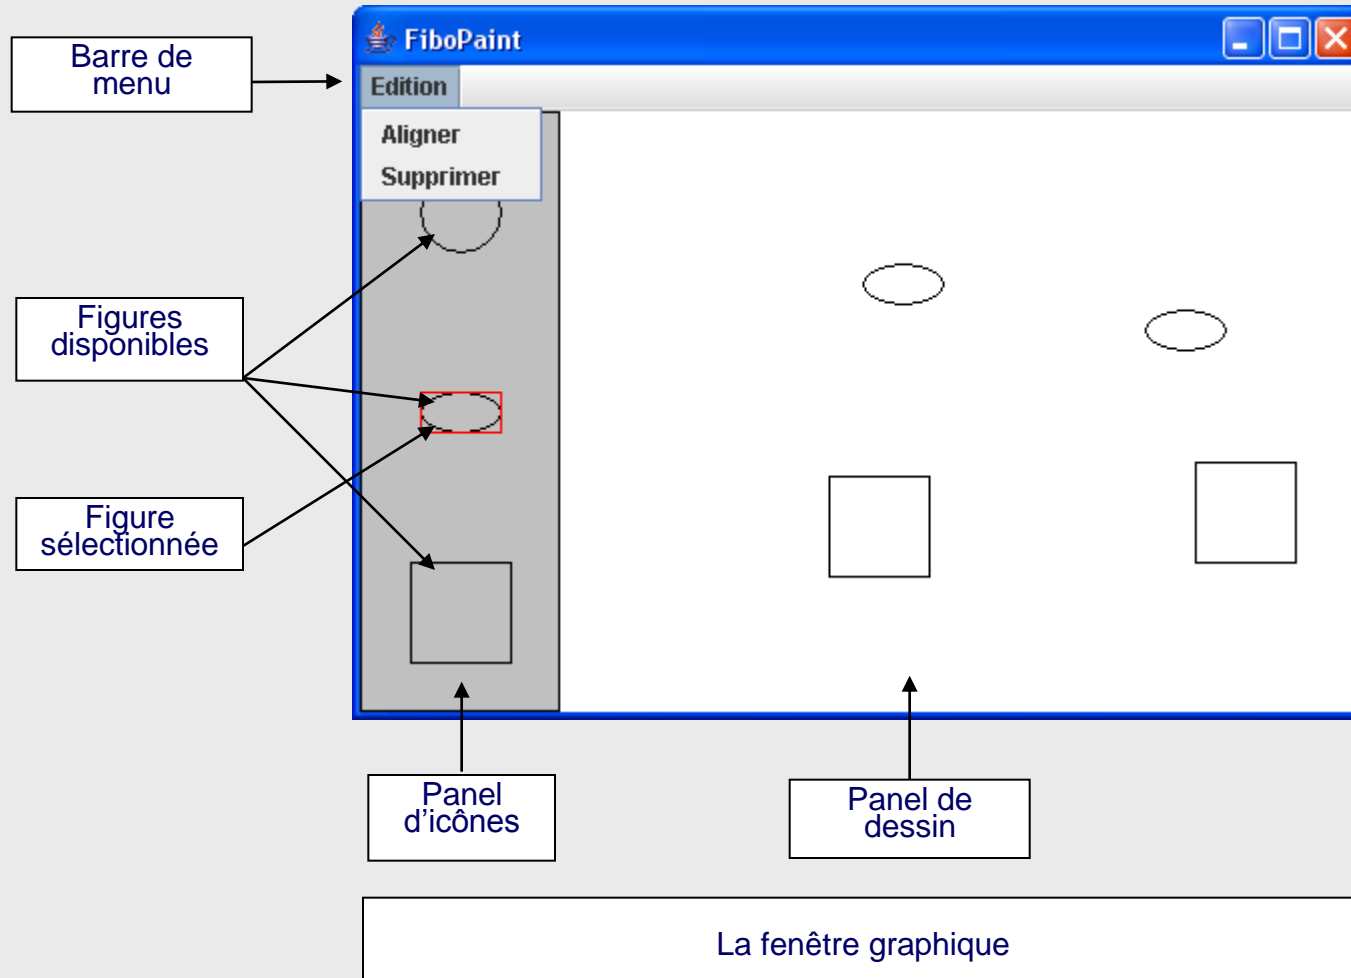 FiboPaint
Barre de
menu
Edition
Aligner
Supprimer
Figures
disponibles
Figure
sélectionnée
Panel
d'icônes
Panel de
dessin
La fenêtre graphique